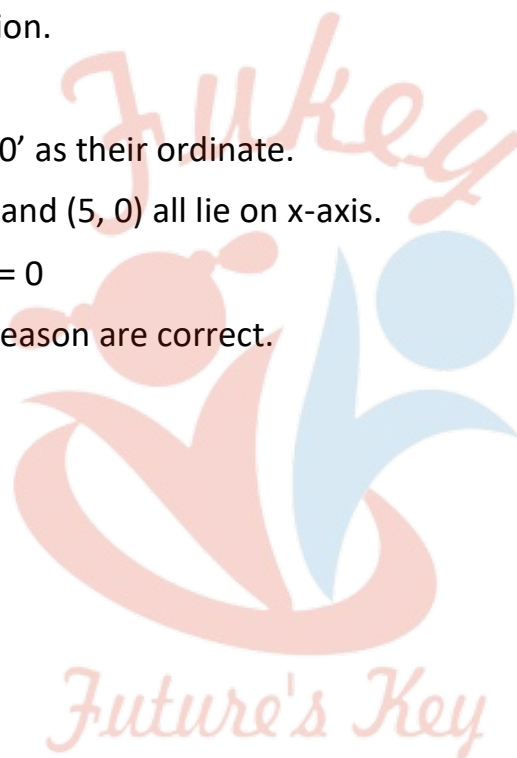 ion.
0’ as their ordinate.
and (5, 0) all lie on x-axis.
= 0
eason are correct.
Fukey
Future's Key